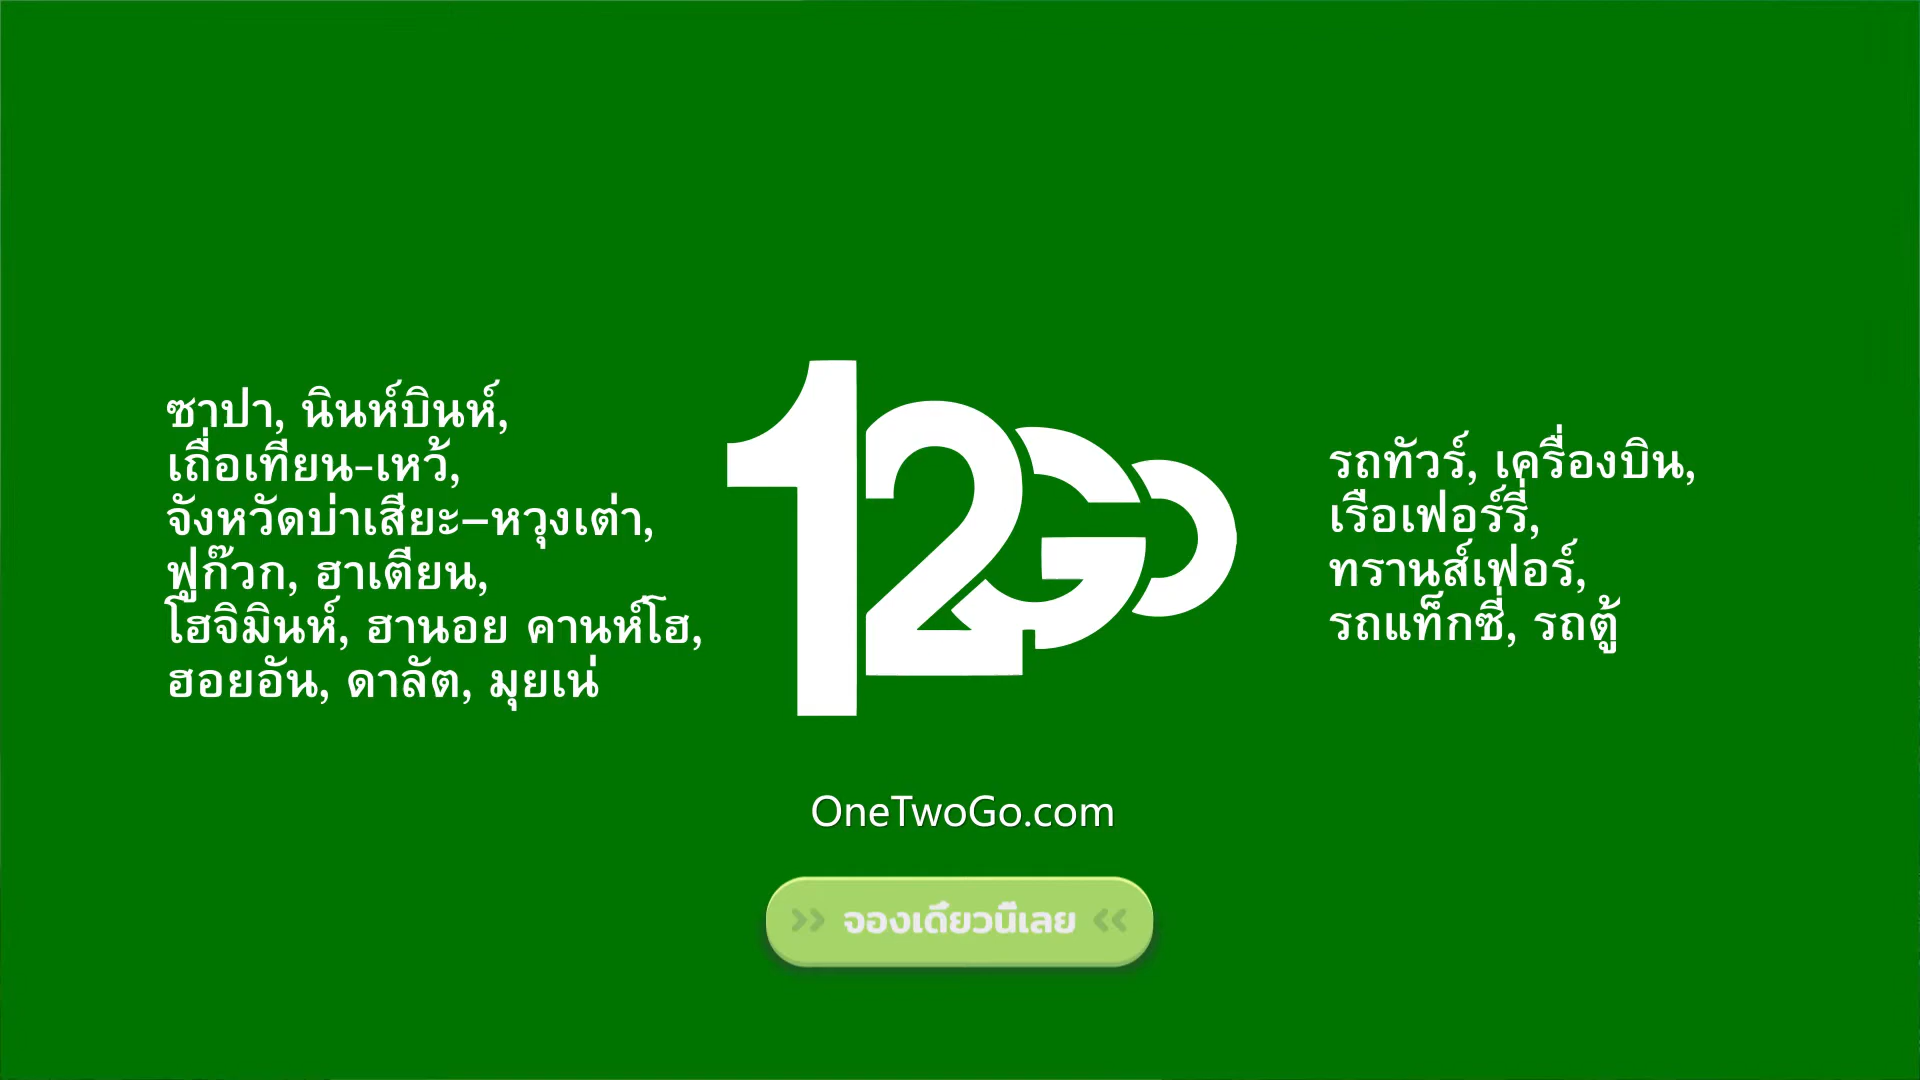 ซาปา, นินห์บินห์,
เถื่อเทียน-เหว้,
จังหวัดบ่าเสียะ–หวุงเต่า,
ฟูก๊วก, ฮาเตียน,
โฮจิมินห์, ฮานอย คานห์โฮ,
ฮอยอัน, ดาลัต, มุยเน่
12GO
รถทัวร์, เครื่องบิน,
เรือเฟอร์รี่,
ทรานส์เฟอร์,
รถแท็กซี่, รถตู้
OneTwoGo.com
>> จองเดี๋ยวนี้เลย <<